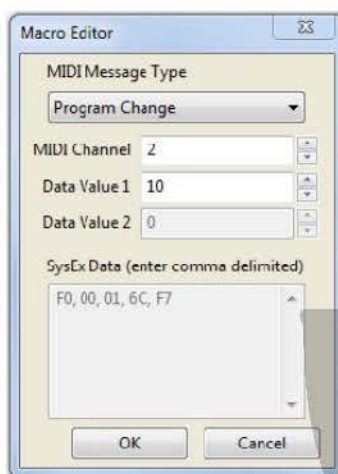 Macro Editor
MIDI Message Type
Program Change
MIDI Channel 2
Data Value 1 10
Data Value 2 0
SysEx Data (enter comma delimited)
F0, 00, 01, 6C, F7
OK Cancel